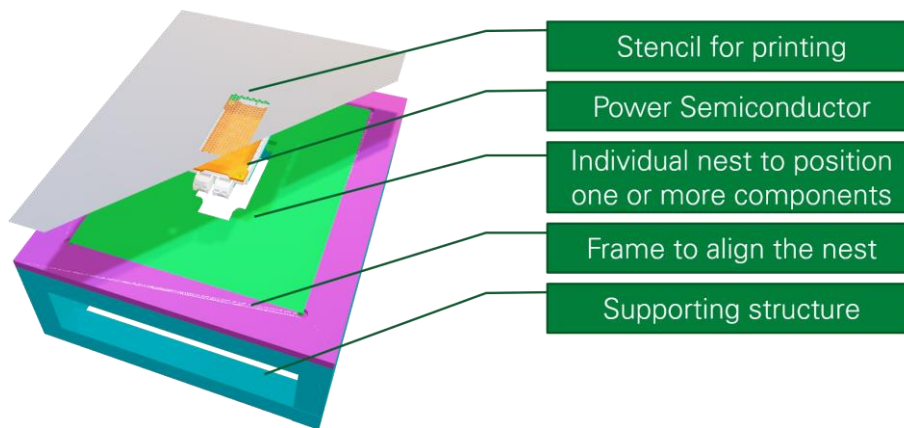 Stencil for printing
Power Semiconductor
Individual nest to position
one or more components
Frame to align the nest
Supporting structure